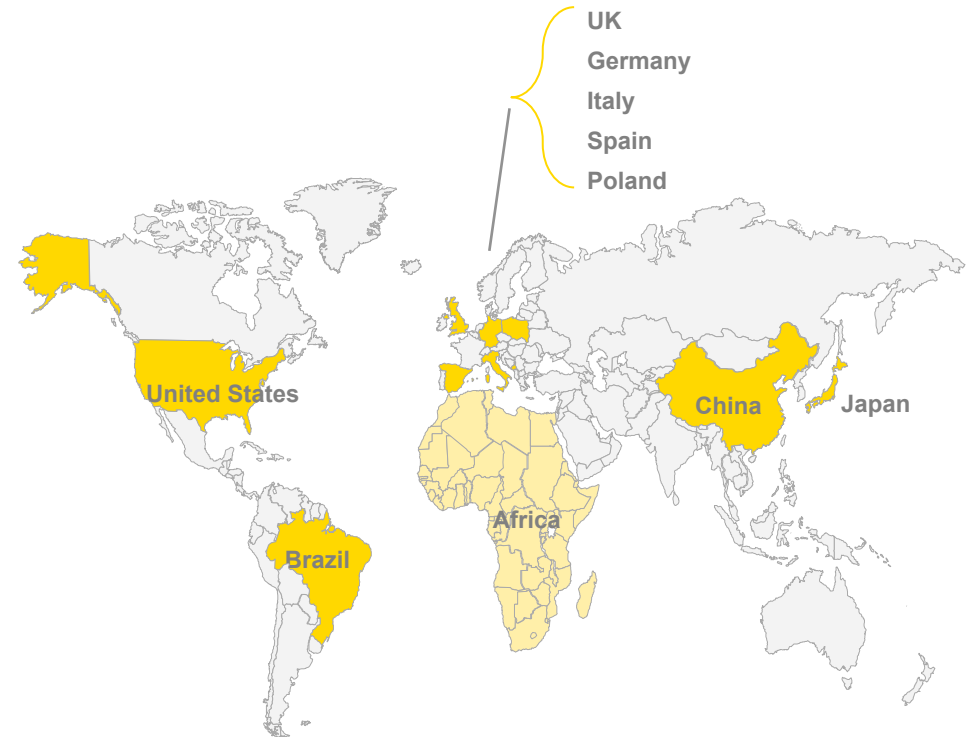 UK
Germany
Italy
Spain
Poland
United States
China
Japan
Africa
Brazil